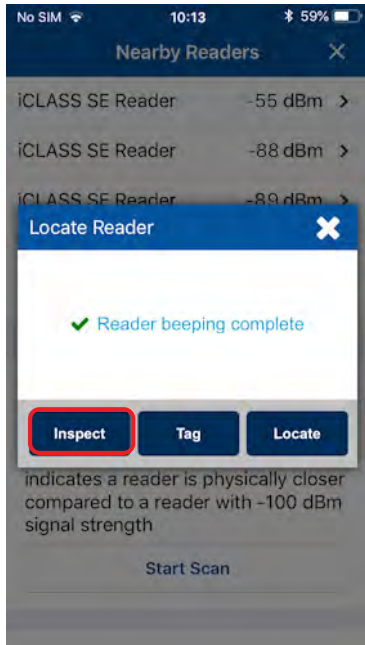 No SIM 10:13 59%
Nearby Readers
iCLASS SE Reader -55 dBm
iCLASS SE Reader -88 dBm
iCLASS SE Reader -89 dBm
Locate Reader
Reader beeping complete
Inspect Tag Locate
indicates a reader is physically closer
compared to a reader with -100 dBm
signal strength
Start Scan